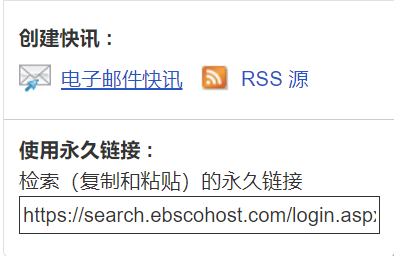 创建快讯：
电子邮件快讯 RSS 源
使用永久链接：
检索（复制和粘贴）的永久链接
https://search.ebscohost.com/login.aspx